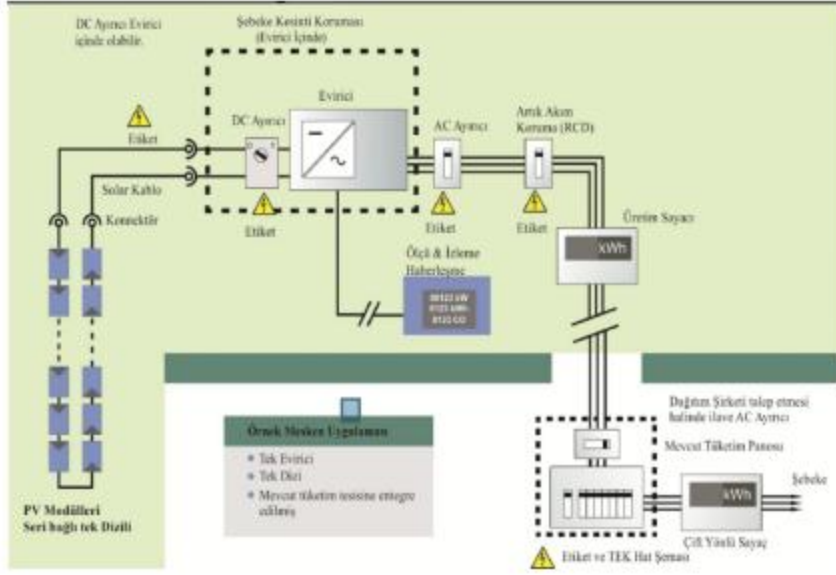 DC Ayırıcı Evirici
içinde olabilir.
Şebeke Kesinti Koruması
(Evirici İçinde)
Evirici
DC Ayırıcı
AC Ayırıcı
Artık Akım
Koruma (RCD)
Etiket
Solar Kablo
Konnektör
Etiket
Etiket
Etiket
Üretim Sayacı
kWh
Ölçü & İzleme
Haberleşme
Dağıtım Şirketi talep etmesi
halinde ilave AC Ayırıcı
Örnek Mesken Uygulaması
Tek Evirici
Tek Dizi
Mevcut tüketim tesisine entegre
edilmiş
Mevcut Tüketim Panosu
Şebeke
kWh
PV Modülleri
Seri bağlı tek Dizili
Çift Yönlü Sayaç
Etiket ve TEK Hat Şeması